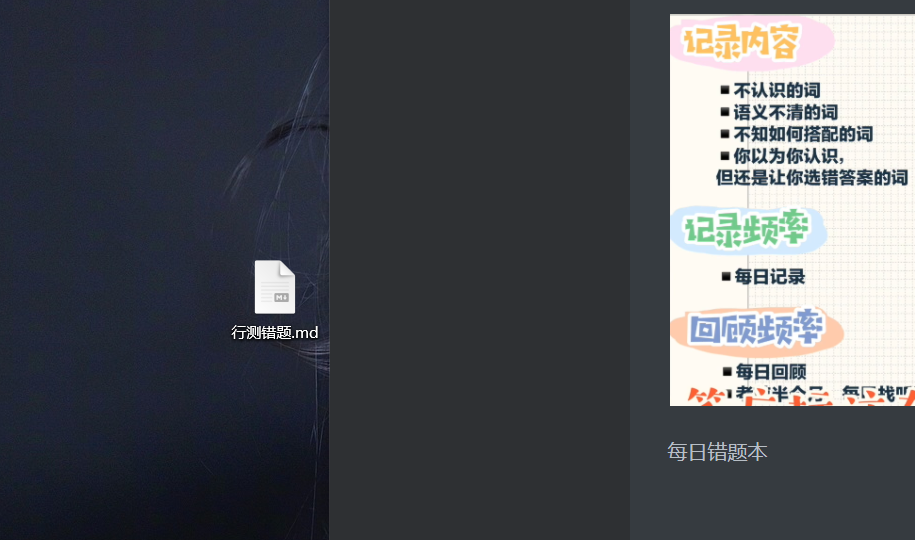 行测错题.md
记录内容
■ 不认识的词
■ 语义不清的词
■ 不知如何搭配的词
■ 你以为你认识，
但还是让你选错答案的词
记录频率
■ 每日记录
回顾频率
■ 每日回顾
每日错题本